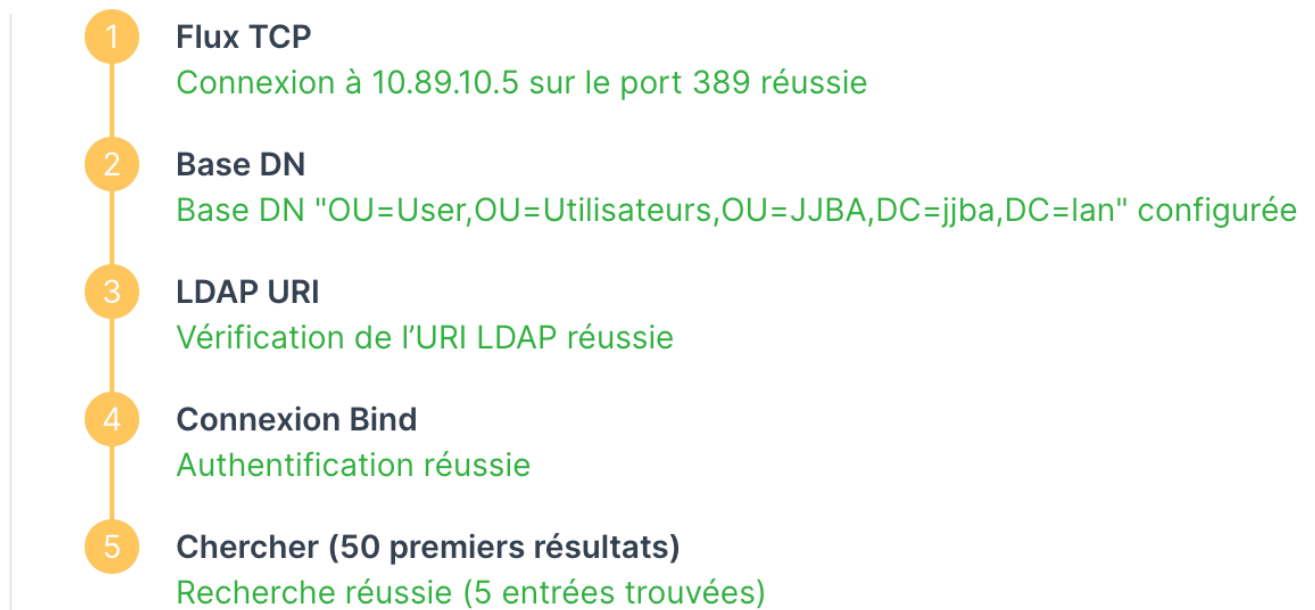 1 Flux TCP
Connexion à 10.89.10.5 sur le port 389 réussie
2 Base DN
Base DN "OU=User,OU=Utilisateurs,OU=JJBA,DC=jjba,DC=lan" configurée
3 LDAP URI
Vérification de l’URI LDAP réussie
4 Connexion Bind
Authentification réussie
5 Chercher (50 premiers résultats)
Recherche réussie (5 entrées trouvées)